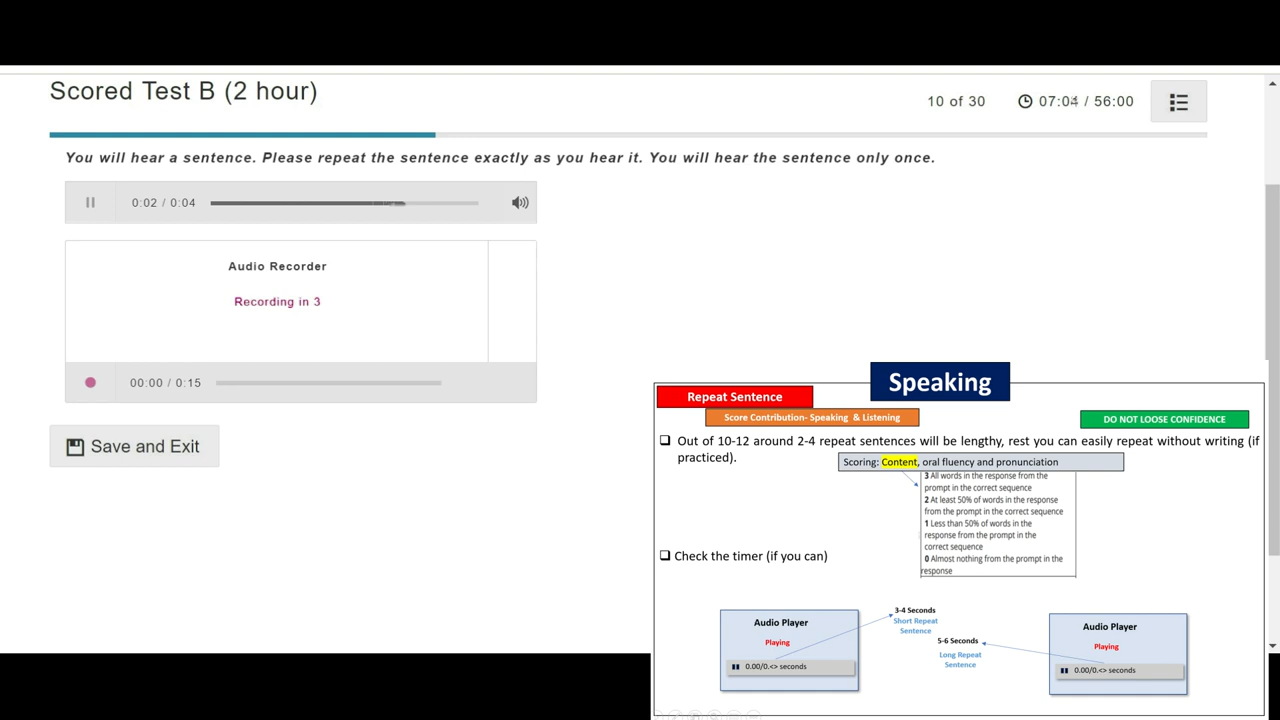 Scored Test B (2 hour)
10 of 30
07:04 / 56:00
You will hear a sentence. Please repeat the sentence exactly as you hear it. You will hear the sentence only once.
0:02 / 0:04
Audio Recorder
Recording in 3
00:00 / 0:15
Save and Exit
Speaking
Repeat Sentence
Score Contribution- Speaking & Listening
DO NOT LOOSE CONFIDENCE
Out of 10-12 around 2-4 repeat sentences will be lengthy, rest you can easily repeat without writing (if
practiced).
Scoring: Content, oral fluency and pronunciation
3 All words in the response from the
prompt in the correct sequence
2 At least 50% of words in the response
from the prompt in the correct sequence
1 Less than 50% of words in the
response from the prompt in the
correct sequence
0 Almost nothing from the prompt in the
response
Check the timer (if you can)
Audio Player
Playing
0.00/0.<> seconds
3-4 Seconds
Short Repeat
Sentence
5-6 Seconds
Long Repeat
Sentence
Audio Player
Playing
0.00/0.<> seconds